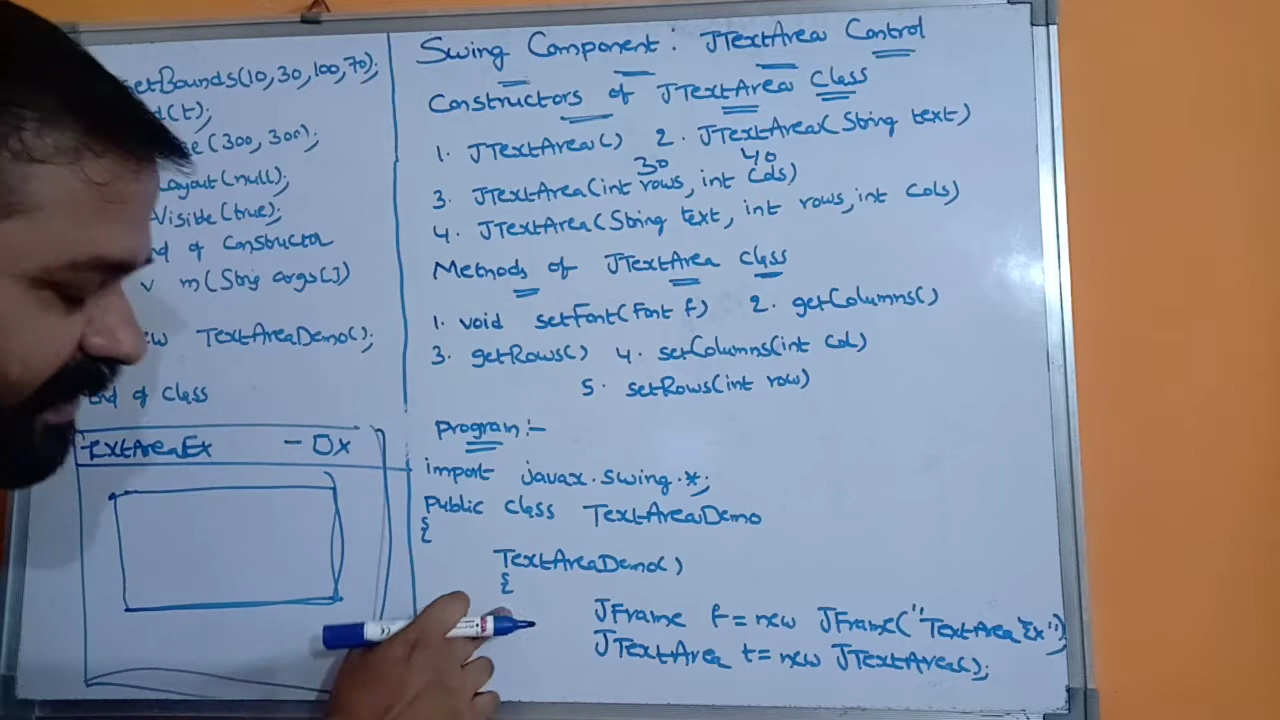 Swing Component: JTextArea Control
Constructors of JTextArea class
1. JTextArea() 2. JTextArea(String text)
30 40
3. JTextArea(int rows, int cols)
4. JTextArea(String text, int rows, int cols)
Methods of JTextArea class
1. void setFont(Font f) 2. getColumns()
3. getRows() 4. setColumns(int col)
5. setRows(int row)
Program:-
import javax.swing.*;
Public class TextAreaDemo
{
TextAreaDemo()
{
JFrame f=new JFrame("TextArea Ex");
JTextArea t=new JTextArea();
setBounds(10,30,100,70);
(t);
(300,300);
Layout(null);
Visible(true);
of Constructor
v m(String args[])
TextAreaDemo();
End of class
TextAreaEx - □ x